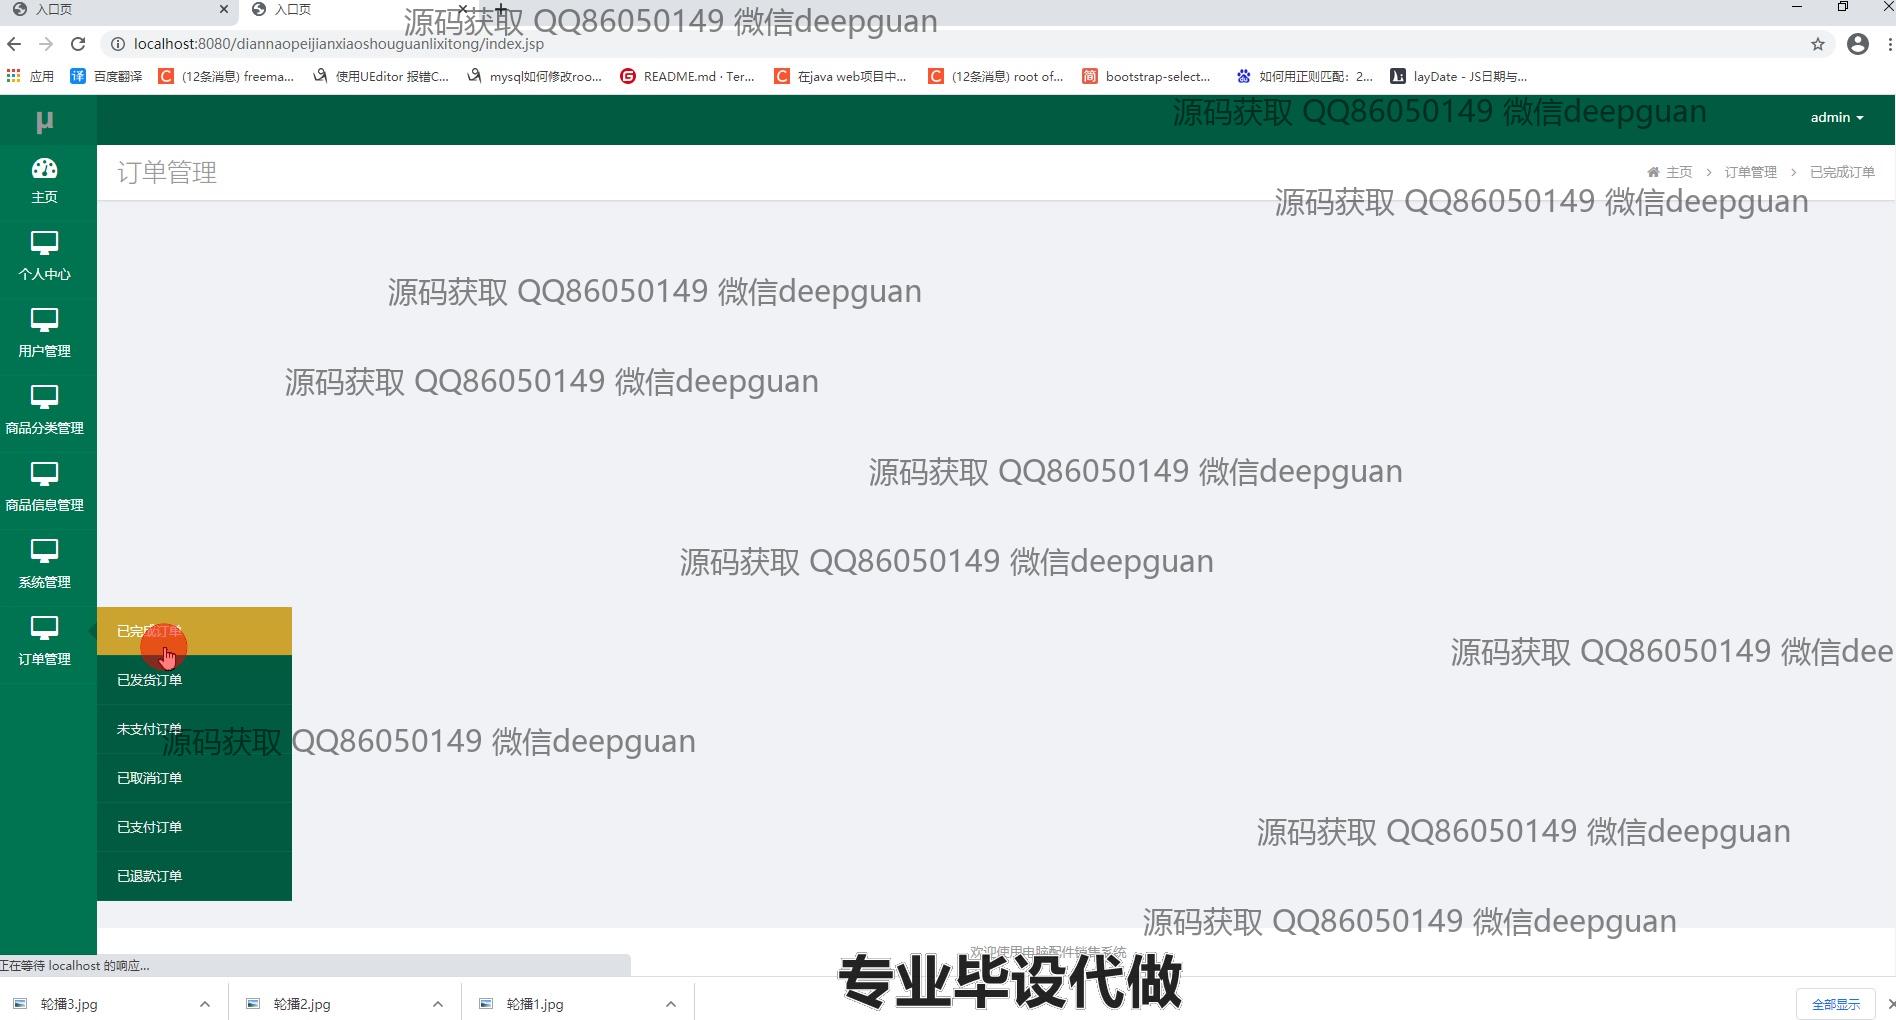 入口页
入口页
源码获取 QQ86050149 微信deepguan
localhost:8080/diannaopeijianxiaoshouguanlixitong/index.jsp
应用
百度翻译
(12条消息) freema...
使用UEditor 报错C...
mysql如何修改roo...
README.md · Ter...
在java web项目中...
(12条消息) root of...
bootstrap-select...
如何用正则匹配：2...
layDate - JS日期与...
源码获取 QQ86050149 微信deepguan
admin
μ
订单管理
主页 > 订单管理 > 已完成订单
源码获取 QQ86050149 微信deepguan
主页
个人中心
源码获取 QQ86050149 微信deepguan
用户管理
源码获取 QQ86050149 微信deepguan
商品分类管理
源码获取 QQ86050149 微信deepguan
商品信息管理
源码获取 QQ86050149 微信deepguan
系统管理
订单管理
已完成订单
源码获取 QQ86050149 微信dee
已发货订单
未支付订单
源码获取 QQ86050149 微信deepguan
已取消订单
已支付订单
源码获取 QQ86050149 微信deepguan
已退款订单
源码获取 QQ86050149 微信deepguan
欢迎使用电脑配件销售系统
正在等待 localhost 的响应...
专业毕设代做
轮播3.jpg
轮播2.jpg
轮播1.jpg
全部显示